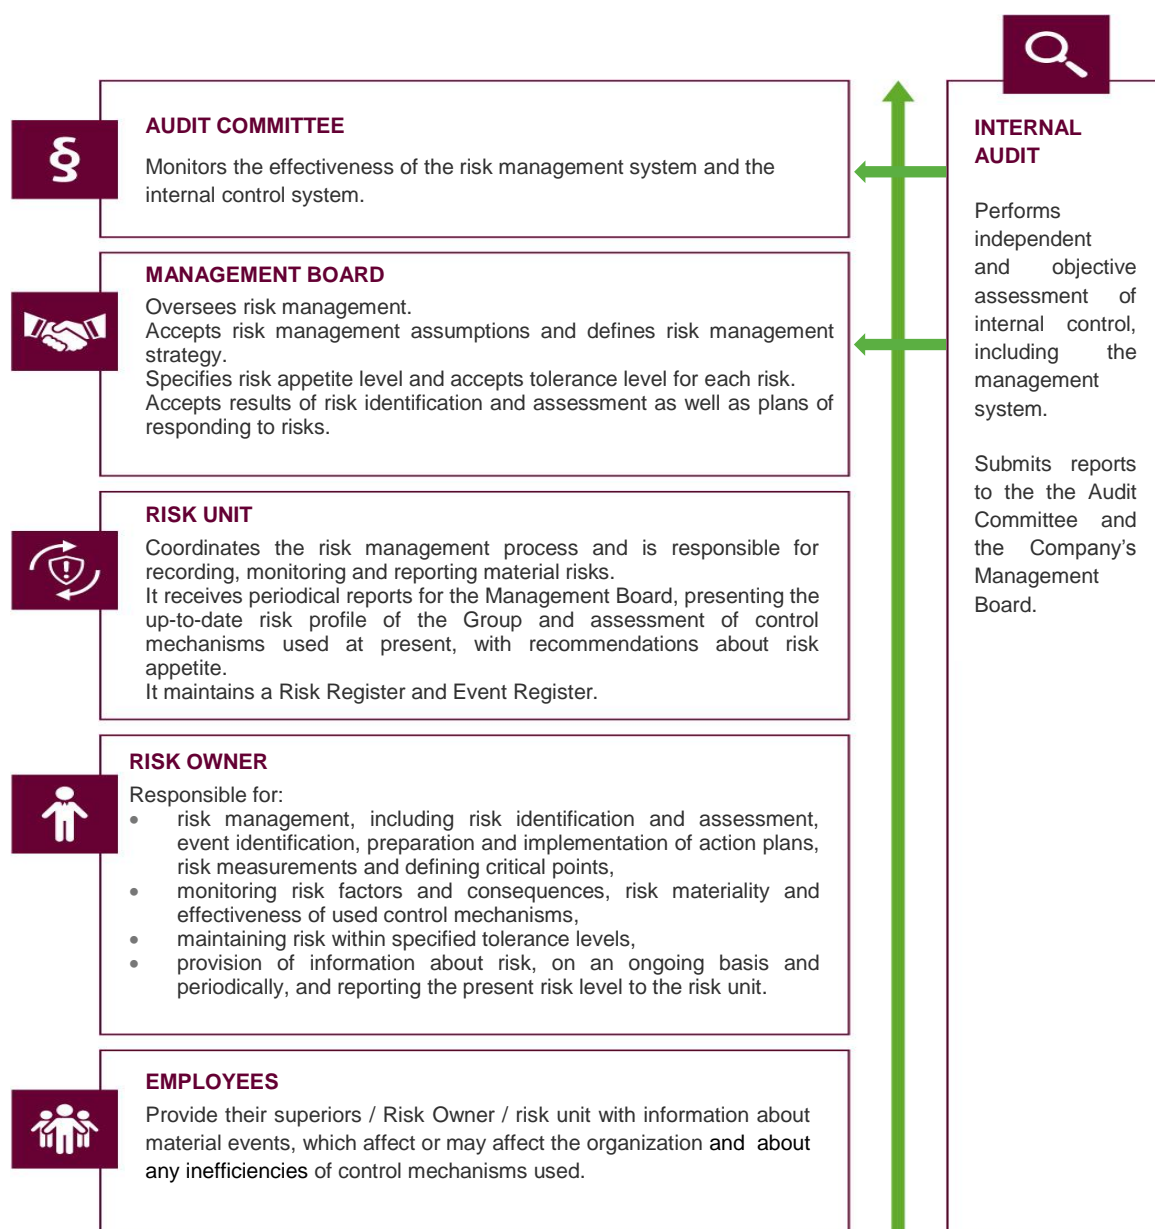 §
AUDIT COMMITTEE
Monitors the effectiveness of the risk management system and the
internal control system.
MANAGEMENT BOARD
Oversees risk management.
Accepts risk management assumptions and defines risk management
strategy.
Specifies risk appetite level and accepts tolerance level for each risk.
Accepts results of risk identification and assessment as well as plans of
responding to risks.
RISK UNIT
Coordinates the risk management process and is responsible for
recording, monitoring and reporting material risks.
It receives periodical reports for the Management Board, presenting the
up-to-date risk profile of the Group and assessment of control
mechanisms used at present, with recommendations about risk
appetite.
It maintains a Risk Register and Event Register.
RISK OWNER
Responsible for:
• risk management, including risk identification and assessment,
event identification, preparation and implementation of action plans,
risk measurements and defining critical points,
• monitoring risk factors and consequences, risk materiality and
effectiveness of used control mechanisms,
• maintaining risk within specified tolerance levels,
• provision of information about risk, on an ongoing basis and
periodically, and reporting the present risk level to the risk unit.
EMPLOYEES
Provide their superiors / Risk Owner / risk unit with information about
material events, which affect or may affect the organization and about
any inefficiencies of control mechanisms used.
INTERNAL
AUDIT
Performs
independent
and objective
assessment of
internal control,
including the
management
system.
Submits reports
to the the Audit
Committee and
the Company's
Management
Board.